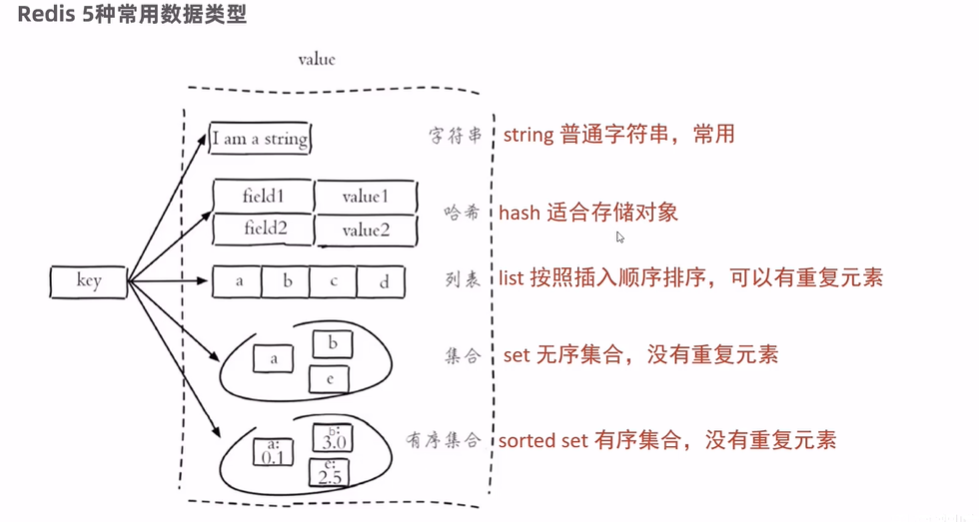 Redis 5种常用数据类型
value
I am a string
字符串
string 普通字符串，常用
field1 value1
field2 value2
哈希
hash 适合存储对象
key
a b c d
列表
list 按照插入顺序排序，可以有重复元素
a
b
e
集合
set 无序集合，没有重复元素
a:
0.1
b:
3.0
e:
2.5
有序集合
sorted set 有序集合，没有重复元素